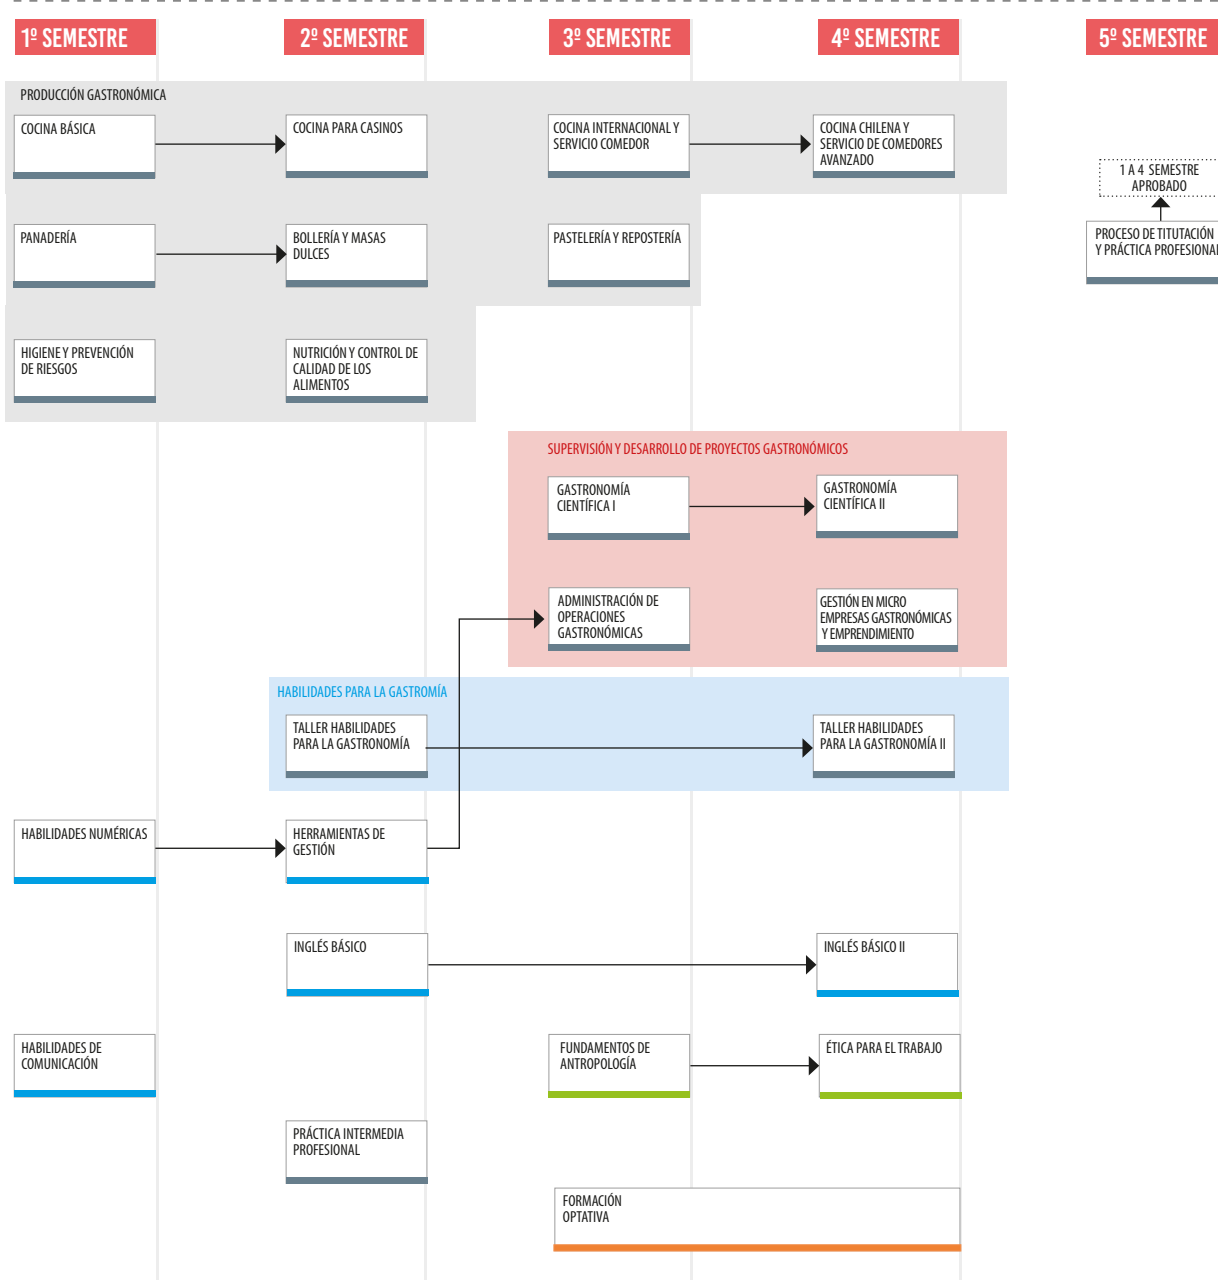 1º SEMESTRE
2º SEMESTRE
3º SEMESTRE
4º SEMESTRE
5º SEMESTRE
PRODUCCIÓN GASTRONÓMICA
COCINA BÁSICA
COCINA PARA CASINOS
COCINA INTERNACIONAL Y
SERVICIO COMEDOR
COCINA CHILENA Y
SERVICIO DE COMEDORES
AVANZADO
1 A 4 SEMESTRE
APROBADO
PANADERÍA
BOLLERÍA Y MASAS
DULCES
PASTELERÍA Y REPOSTERÍA
PROCESO DE TITUTACIÓN
Y PRÁCTICA PROFESIONAL
HIGIENE Y PREVENCIÓN
DE RIESGOS
NUTRICIÓN Y CONTROL DE
CALIDAD DE LOS
ALIMENTOS
SUPERVISIÓN Y DESARROLLO DE PROYECTOS GASTRONÓMICOS
GASTRONOMÍA
CIENTÍFICA I
GASTRONOMÍA
CIENTÍFICA II
ADMINISTRACIÓN DE
OPERACIONES
GASTRONÓMICAS
GESTIÓN EN MICRO
EMPRESAS GASTRONÓMICAS
Y EMPRENDIMIENTO
HABILIDADES PARA LA GASTROMÍA
TALLER HABILIDADES
PARA LA GASTRONOMÍA
TALLER HABILIDADES
PARA LA GASTRONOMÍA II
HABILIDADES NUMÉRICAS
HERRAMIENTAS DE
GESTIÓN
INGLÉS BÁSICO
INGLÉS BÁSICO II
HABILIDADES DE
COMUNICACIÓN
FUNDAMENTOS DE
ANTROPOLOGÍA
ÉTICA PARA EL TRABAJO
PRÁCTICA INTERMEDIA
PROFESIONAL
FORMACIÓN
OPTATIVA